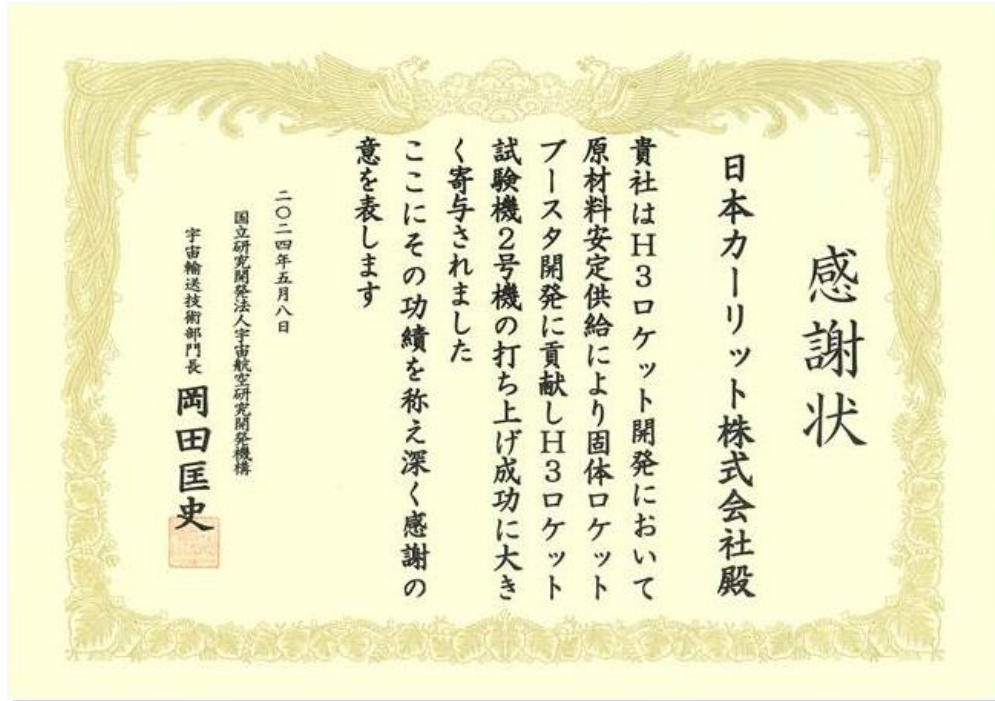 感謝状
日本カーリット株式会社殿
貴社はH3ロケット開発において
原材料安定供給により固体ロケット
ブースタ開発に貢献しH3ロケット
試験機2号機の打ち上げ成功に大き
く寄与されました
ここにその功績を称え深く感謝の
意を表します
二〇二四年五月八日
国立研究開発法人宇宙航空研究開発機構
宇宙輸送技術部門長 岡田匡史